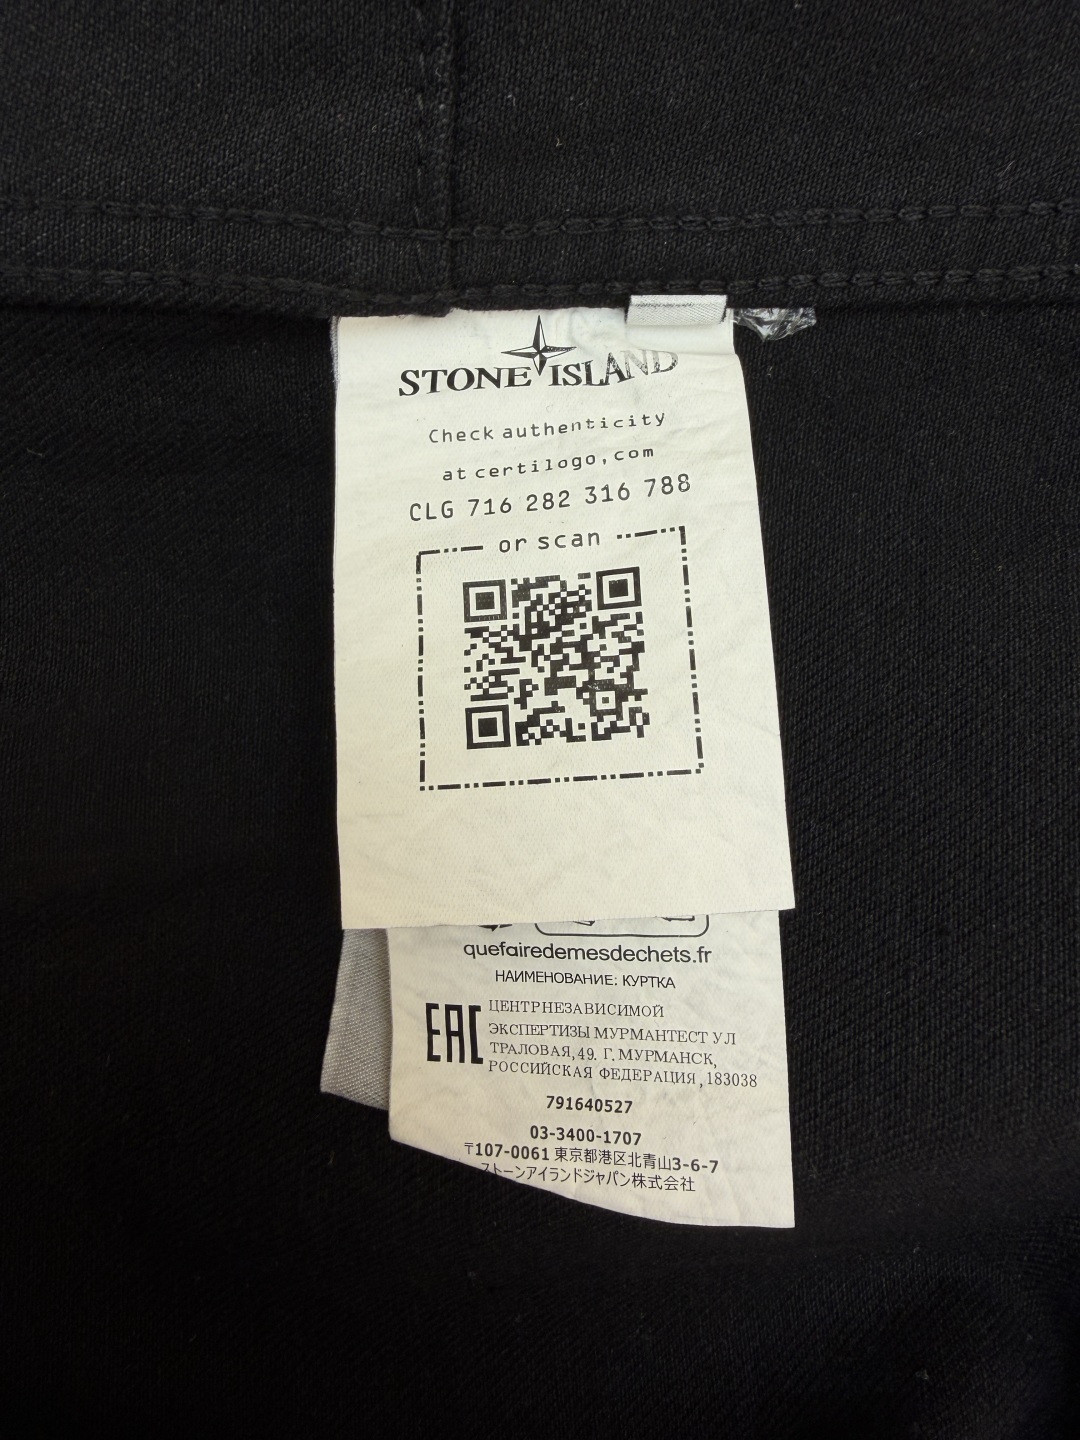 STONE ISLAND
Check authenticity
at certilogo.com
CLG 716 282 316 788
or scan
quefairedemesdechets.fr
НАИМЕНОВАНИЕ: КУРТКА
EAC
ЦЕНТРНЕЗАВИСИМОЙ
ЭКСПЕРТИЗЫ МУРМАНТЕСТ УЛ
ТРАЛОВАЯ, 49. Г. МУРМАНСК,
РОССИЙСКАЯ ФЕДЕРАЦИЯ, 183038
791640527
03-3400-1707
〒107-0061 東京都港区北青山3-6-7
ストーンアイランドジャパン株式会社